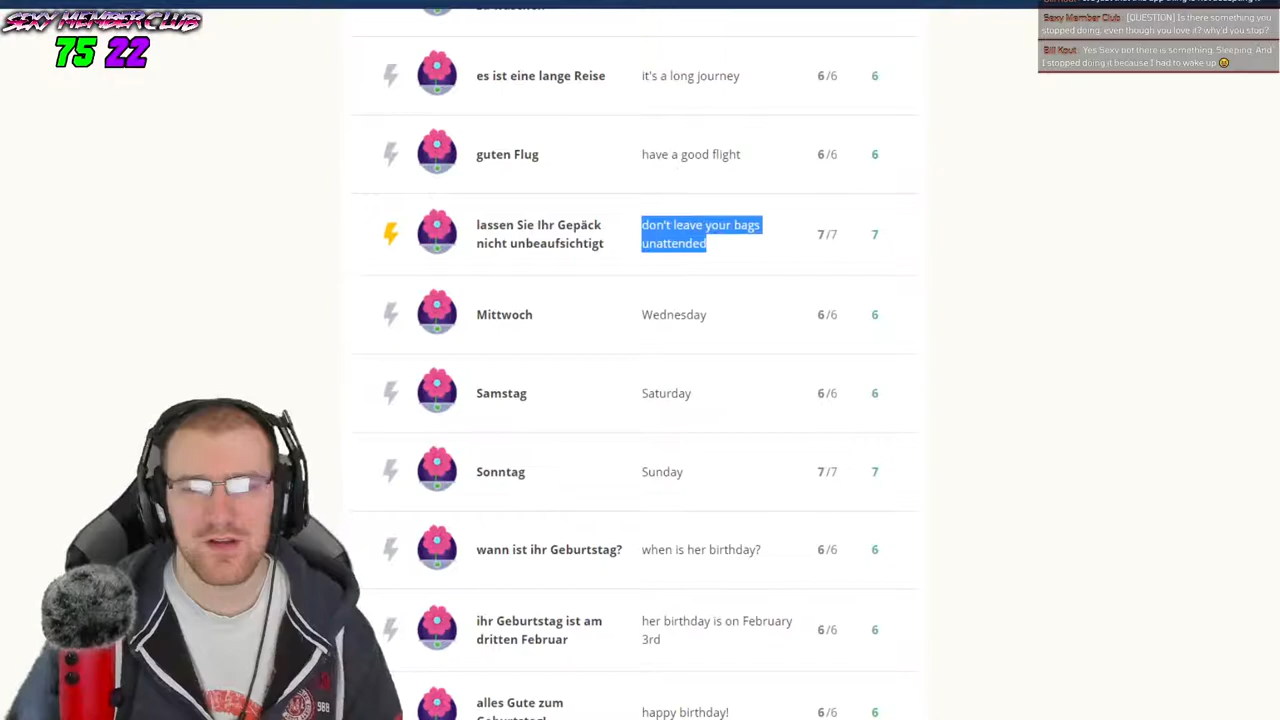 SEXY MEMBER CLUB
75 22
Sexy Member Club [QUESTION] Is there something you
stopped doing, even though you love it? why'd you stop?
Bill Kout Yes Sexy bot there is something. Sleeping. And
I stopped doing it because I had to wake up
es ist eine lange Reise it's a long journey 6/6 6
guten Flug have a good flight 6/6 6
lassen Sie Ihr Gepäck don't leave your bags
nicht unbeaufsichtigt unattended 7/7 7
Mittwoch Wednesday 6/6 6
Samstag Saturday 6/6 6
Sonntag Sunday 7/7 7
wann ist ihr Geburtstag? when is her birthday? 6/6 6
ihr Geburtstag ist am her birthday is on February
dritten Februar 3rd 6/6 6
alles Gute zum
Geburtstag! happy birthday! 6/6 6
988